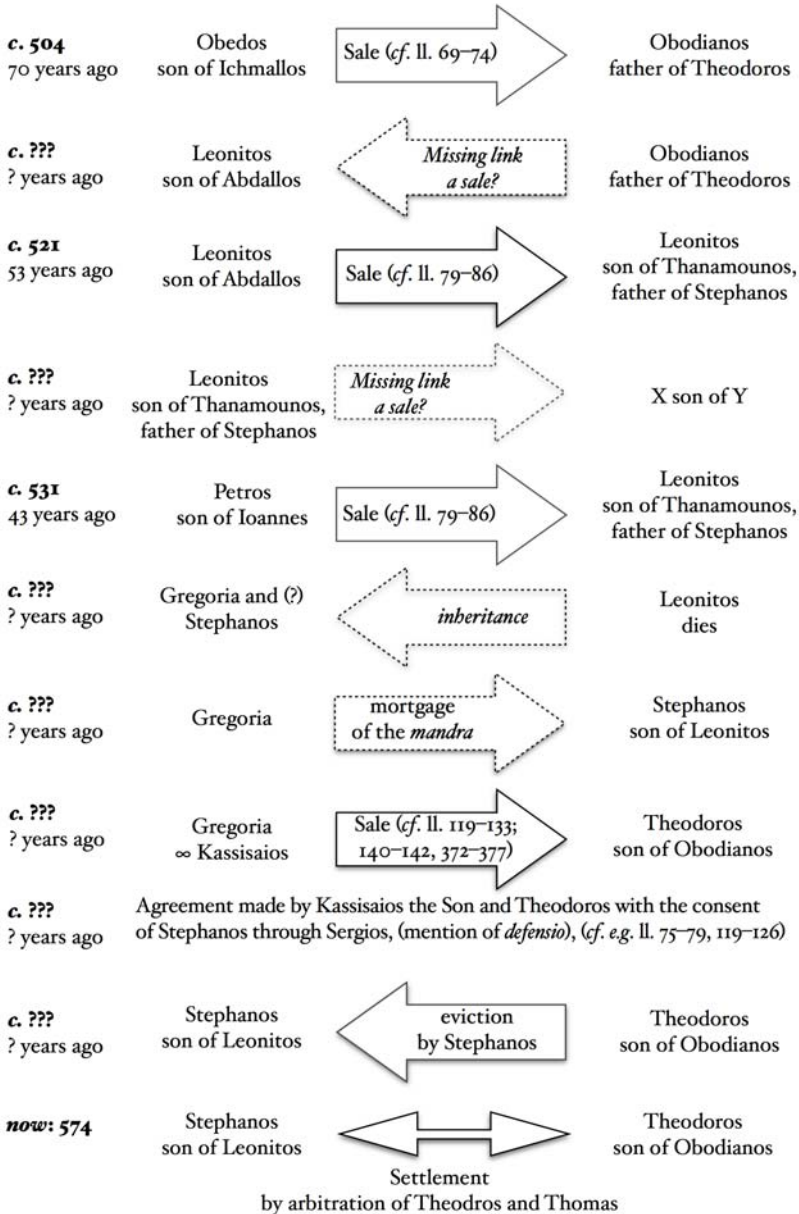 c. 504
70 years ago
Obedos
son of Ichmallos
Sale (cf. ll. 69–74)
Obodianos
father of Theodoros
c. ???
? years ago
Leonitos
son of Abdallos
Missing link
a sale?
Obodianos
father of Theodoros
c. 521
53 years ago
Leonitos
son of Abdallos
Sale (cf. ll. 79–86)
Leonitos
son of Thanamounos,
father of Stephanos
c. ???
? years ago
Leonitos
son of Thanamounos,
father of Stephanos
Missing link
a sale?
X son of Y
c. 531
43 years ago
Petros
son of Ioannes
Sale (cf. ll. 79–86)
Leonitos
son of Thanamounos,
father of Stephanos
c. ???
? years ago
Gregoria and (?)
Stephanos
inheritance
Leonitos
dies
c. ???
? years ago
Gregoria
mortgage
of the mandra
Stephanos
son of Leonitos
c. ???
? years ago
Gregoria
∞ Kassisaios
Sale (cf. ll. 119–133;
140–142, 372–377)
Theodoros
son of Obodianos
c. ???
? years ago
Agreement made by Kassisaios the Son and Theodoros with the consent
of Stephanos through Sergios, (mention of defensio), (cf. e.g. ll. 75–79, 119–126)
c. ???
? years ago
Stephanos
son of Leonitos
eviction
by Stephanos
Theodoros
son of Obodianos
now: 574
Stephanos
son of Leonitos
Theodoros
son of Obodianos
Settlement
by arbitration of Theodros and Thomas